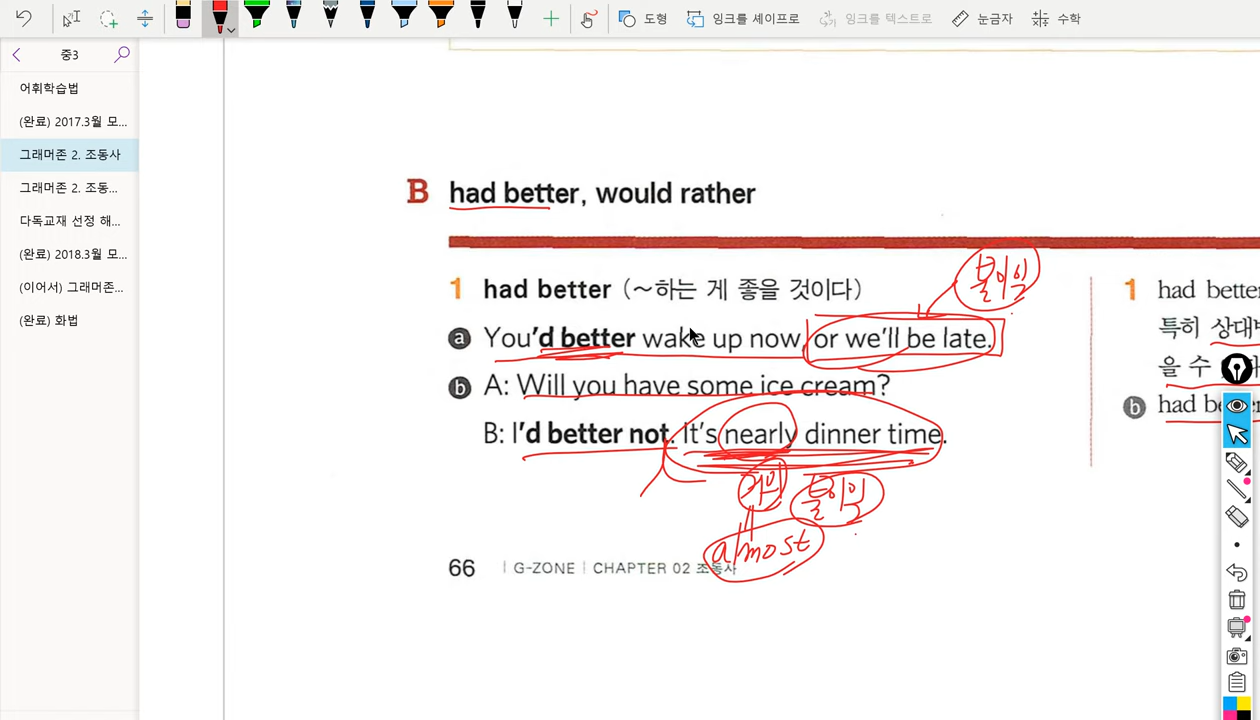 도형
잉크를 셰이프로
잉크를 텍스트로
눈금자
수학
중3
어휘학습법
(완료) 2017.3월 모...
그래머존 2. 조동사
그래머존 2. 조동...
다독교재 선정 해...
(완료) 2018.3월 모...
(이어서) 그래머존...
(완료) 화법
B had better, would rather
불이익
1 had better (~하는 게 좋을 것이다)
a You'd better wake up now, or we'll be late.
b A: Will you have some ice cream?
B: I'd better not. It's nearly dinner time.
거의 불이익
almost
66 | G-ZONE | CHAPTER 02 조동사
1 had better
특히 상대방
을 수
b had better